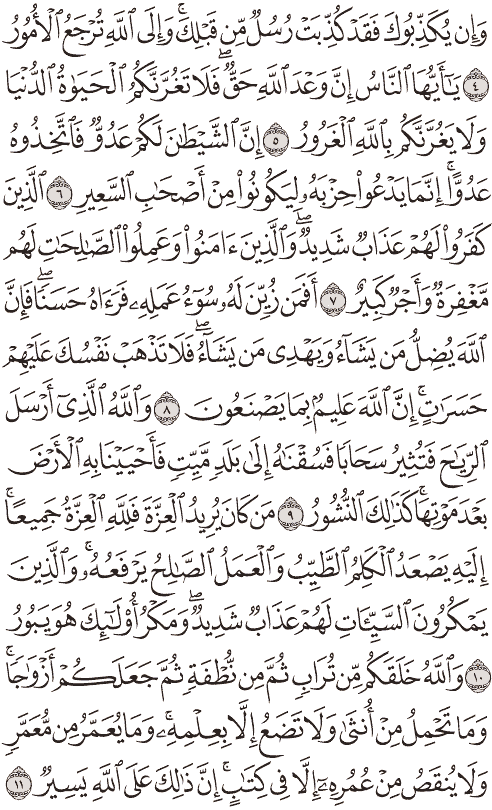 وَإِن يُكَذِّبُوكَ فَقَدْ كُذِّبَتْ رُسُلٌ مِّن قَبْلِكَ ۚ وَإِلَى ٱللَّهِ تُرْجَعُ ٱلْأُمُورُ
٤ يَـٰٓأَيُّهَا ٱلنَّاسُ إِنَّ وَعْدَ ٱللَّهِ حَقٌّ ۖ فَلَا تَغُرَّنَّكُمُ ٱلْحَيَوٰةُ ٱلدُّنْيَا
وَلَا يَغُرَّنَّكُم بِٱللَّهِ ٱلْغَرُورُ ٥ إِنَّ ٱلشَّيْطَـٰنَ لَكُمْ عَدُوٌّ فَٱتَّخِذُوهُ
عَدُوًّا ۚ إِنَّمَا يَدْعُوا۟ حِزْبَهُۥ لِيَكُونُوا۟ مِنْ أَصْحَـٰبِ ٱلسَّعِيرِ ٦ ٱلَّذِينَ
كَفَرُوا۟ لَهُمْ عَذَابٌ شَدِيدٌ ۖ وَٱلَّذِينَ ءَامَنُوا۟ وَعَمِلُوا۟ ٱلصَّـٰلِحَـٰتِ لَهُم
مَّغْفِرَةٌ وَأَجْرٌ كَبِيرٌ ٧ أَفَمَن زُيِّنَ لَهُۥ سُوٓءُ عَمَلِهِۦ فَرَءَاهُ حَسَنًا ۖ فَإِنَّ
ٱللَّهَ يُضِلُّ مَن يَشَآءُ وَيَهْدِى مَن يَشَآءُ ۖ فَلَا تَذْهَبْ نَفْسُكَ عَلَيْهِمْ
حَسَرَٰتٍ ۚ إِنَّ ٱللَّهَ عَلِيمٌۢ بِمَا يَصْنَعُونَ ٨ وَٱللَّهُ ٱلَّذِىٓ أَرْسَلَ
ٱلرِّيَـٰحَ فَتُثِيرُ سَحَابًا فَسُقْنَـٰهُ إِلَىٰ بَلَدٍ مَّيِّتٍ فَأَحْيَيْنَا بِهِ ٱلْأَرْضَ
بَعْدَ مَوْتِهَا ۚ كَذَٰلِكَ ٱلنُّشُورُ ٩ مَن كَانَ يُرِيدُ ٱلْعِزَّةَ فَلِلَّهِ ٱلْعِزَّةُ جَمِيعًا ۚ
إِلَيْهِ يَصْعَدُ ٱلْكَلِمُ ٱلطَّيِّبُ وَٱلْعَمَلُ ٱلصَّـٰلِحُ يَرْفَعُهُۥ ۚ وَٱلَّذِينَ
يَمْكُرُونَ ٱلسَّيِّـَٔاتِ لَهُمْ عَذَابٌ شَدِيدٌ ۖ وَمَكْرُ أُو۟لَـٰٓئِكَ هُوَ يَبُورُ
١٠ وَٱللَّهُ خَلَقَكُم مِّن تُرَابٍ ثُمَّ مِن نُّطْفَةٍ ثُمَّ جَعَلَكُمْ أَزْوَٰجًا ۚ
وَمَا تَحْمِلُ مِنْ أُنثَىٰ وَلَا تَضَعُ إِلَّا بِعِلْمِهِۦ ۚ وَمَا يُعَمَّرُ مِن مُّعَمَّرٍ
وَلَا يُنقَصُ مِنْ عُمُرِهِۦٓ إِلَّا فِى كِتَـٰبٍ ۚ إِنَّ ذَٰلِكَ عَلَى ٱللَّهِ يَسِيرٌ ١١